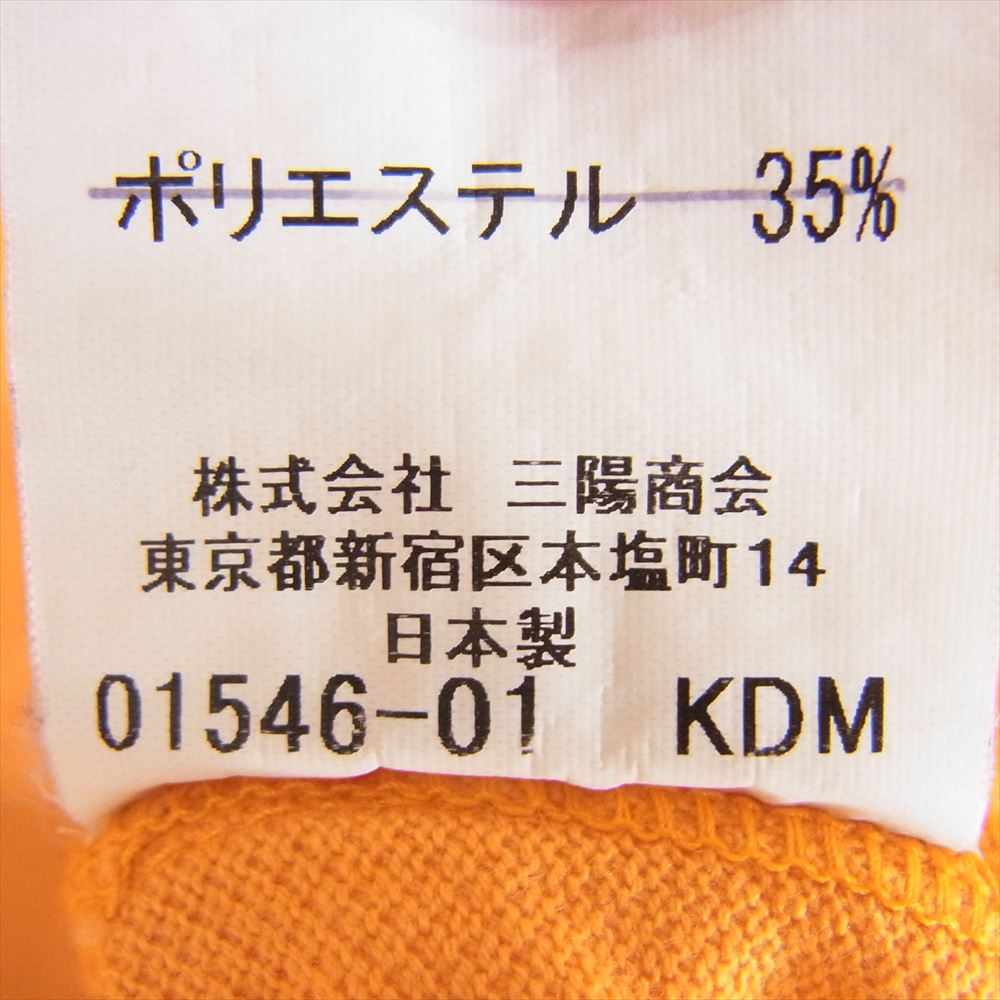 ポリエステル 35%
株式会社 三陽商会
東京都新宿区本塩町14
日本製
01546-01 KDM